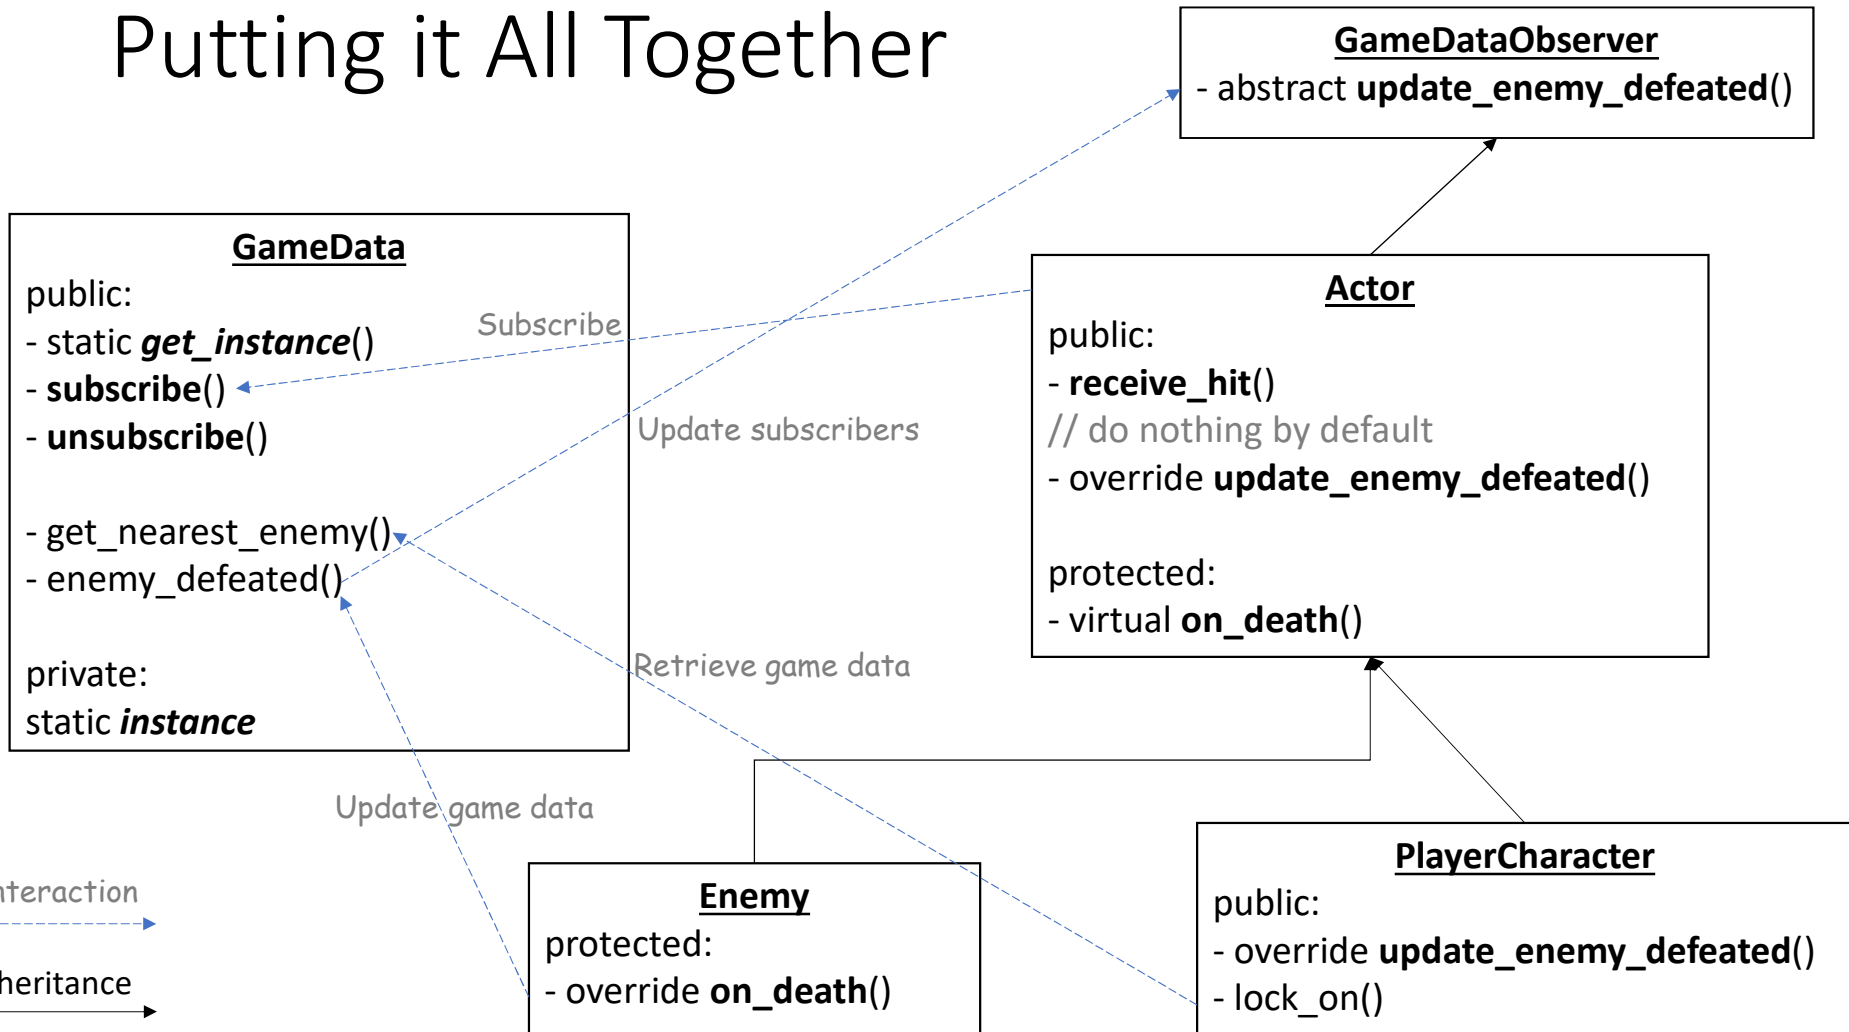 Putting it All Together
GameDataObserver
- abstract update_enemy_defeated()
GameData
public:
- static get_instance()
- subscribe()
- unsubscribe()
- get_nearest_enemy()
- enemy_defeated()
private:
static instance
Subscribe
Update subscribers
Retrieve game data
Update game data
Actor
public:
- receive_hit()
// do nothing by default
- override update_enemy_defeated()
protected:
- virtual on_death()
nteraction
heritance
Enemy
protected:
- override on_death()
PlayerCharacter
public:
- override update_enemy_defeated()
- lock_on()